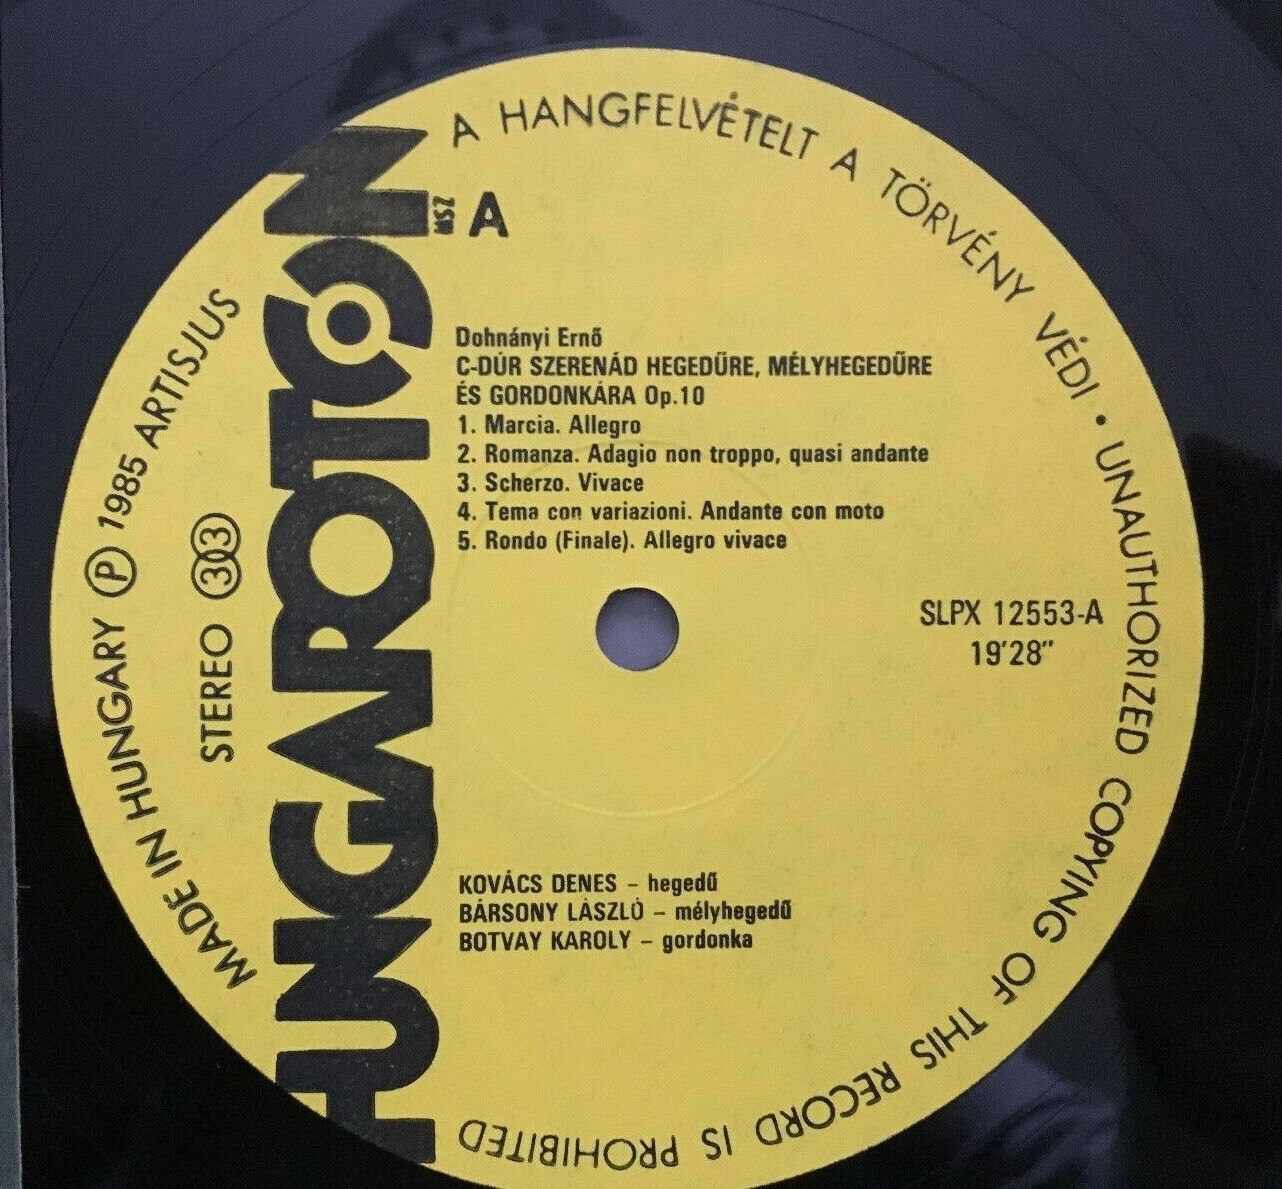 HUNGAROTON
A
Dohnányi Ernő
C-DÚR SZERENÁD HEGEDŰRE, MÉLYHEGEDŰRE
ÉS GORDONKÁRA Op.10
1. Marcia. Allegro
2. Romanza. Adagio non troppo, quasi andante
3. Scherzo. Vivace
4. Tema con variazioni. Andante con moto
5. Rondo (Finale). Allegro vivace
SLPX 12553-A
19'28"
KOVÁCS DENES – hegedű
BÁRSONY LÁSZLÓ – mélyhegedű
BOTVAY KAROLY – gordonka
STEREO 33
MADE IN HUNGARY Ⓟ 1985 ARTISJUS
A HANGFELVÉTELT A TÖRVÉNY VÉDI • UNAUTHORIZED COPYING OF THIS RECORD IS PROHIBITED